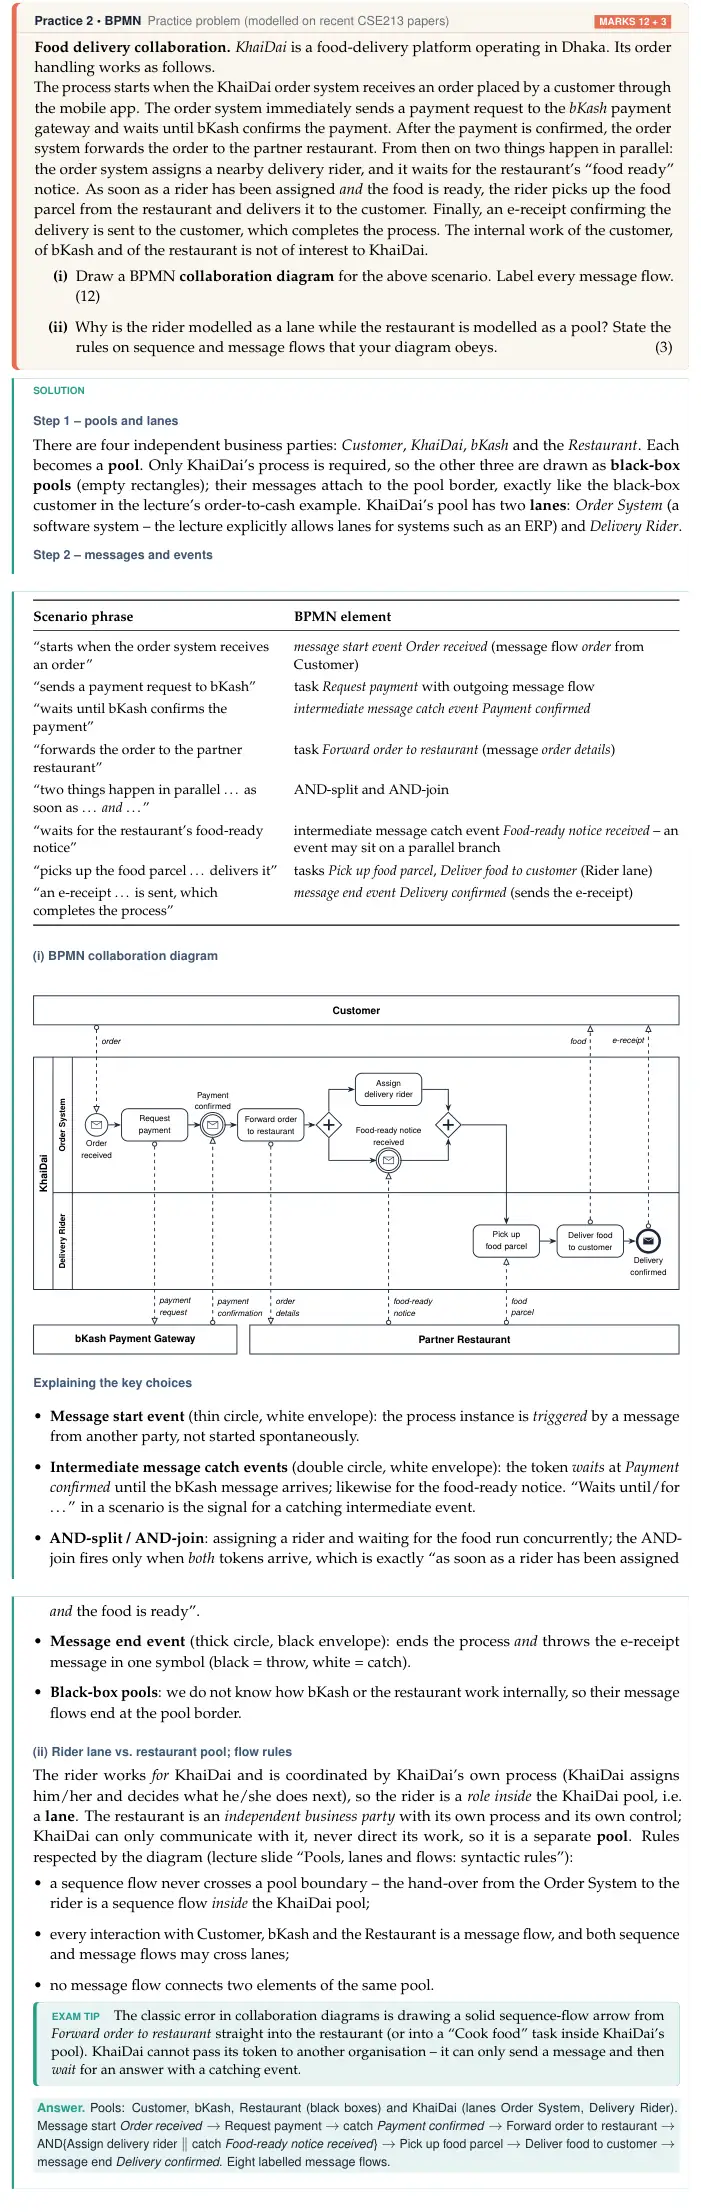 Practice 2 • BPMN Practice problem (modelled on recent CSE213 papers) MARKS 12 + 3
Food delivery collaboration. KhaiDai is a food-delivery platform operating in Dhaka. Its order
handling works as follows.
The process starts when the KhaiDai order system receives an order placed by a customer through
the mobile app. The order system immediately sends a payment request to the bKash payment
gateway and waits until bKash confirms the payment. After the payment is confirmed, the order
system forwards the order to the partner restaurant. From then on two things happen in parallel:
the order system assigns a nearby delivery rider, and it waits for the restaurant's “food ready”
notice. As soon as a rider has been assigned and the food is ready, the rider picks up the food
parcel from the restaurant and delivers it to the customer. Finally, an e-receipt confirming the
delivery is sent to the customer, which completes the process. The internal work of the customer,
of bKash and of the restaurant is not of interest to KhaiDai.
(i) Draw a BPMN collaboration diagram for the above scenario. Label every message flow.
(12)
(ii) Why is the rider modelled as a lane while the restaurant is modelled as a pool? State the
rules on sequence and message flows that your diagram obeys. (3)
SOLUTION
Step 1 – pools and lanes
There are four independent business parties: Customer, KhaiDai, bKash and the Restaurant. Each
becomes a pool. Only KhaiDai's process is required, so the other three are drawn as black-box
pools (empty rectangles); their messages attach to the pool border, exactly like the black-box
customer in the lecture's order-to-cash example. KhaiDai's pool has two lanes: Order System (a
software system – the lecture explicitly allows lanes for systems such as an ERP) and Delivery Rider.
Step 2 – messages and events
Scenario phrase BPMN element
“starts when the order system receives message start event Order received (message flow order from
an order” Customer)
“sends a payment request to bKash” task Request payment with outgoing message flow
“waits until bKash confirms the intermediate message catch event Payment confirmed
payment”
“forwards the order to the partner task Forward order to restaurant (message order details)
restaurant”
“two things happen in parallel . . . as AND-split and AND-join
soon as . . . and . . .”
“waits for the restaurant's food-ready intermediate message catch event Food-ready notice received – an
notice” event may sit on a parallel branch
“picks up the food parcel . . . delivers it” tasks Pick up food parcel, Deliver food to customer (Rider lane)
“an e-receipt . . . is sent, which message end event Delivery confirmed (sends the e-receipt)
completes the process”
(i) BPMN collaboration diagram
Customer
order food e-receipt
KhaiDai
Order System
Order
received
Request
payment
Payment
confirmed
Forward order
to restaurant
Assign
delivery rider
Food-ready notice
received
Delivery Rider
Pick up
food parcel
Deliver food
to customer
Delivery
confirmed
payment
request
payment
confirmation
order
details
food-ready
notice
food
parcel
bKash Payment Gateway
Partner Restaurant
Explaining the key choices
• Message start event (thin circle, white envelope): the process instance is triggered by a message
from another party, not started spontaneously.
• Intermediate message catch events (double circle, white envelope): the token waits at Payment
confirmed until the bKash message arrives; likewise for the food-ready notice. “Waits until/for
. . .” in a scenario is the signal for a catching intermediate event.
• AND-split / AND-join: assigning a rider and waiting for the food run concurrently; the AND-
join fires only when both tokens arrive, which is exactly “as soon as a rider has been assigned
and the food is ready”.
• Message end event (thick circle, black envelope): ends the process and throws the e-receipt
message in one symbol (black = throw, white = catch).
• Black-box pools: we do not know how bKash or the restaurant work internally, so their message
flows end at the pool border.
(ii) Rider lane vs. restaurant pool; flow rules
The rider works for KhaiDai and is coordinated by KhaiDai's own process (KhaiDai assigns
him/her and decides what he/she does next), so the rider is a role inside the KhaiDai pool, i.e.
a lane. The restaurant is an independent business party with its own process and its own control;
KhaiDai can only communicate with it, never direct its work, so it is a separate pool. Rules
respected by the diagram (lecture slide “Pools, lanes and flows: syntactic rules”):
• a sequence flow never crosses a pool boundary – the hand-over from the Order System to the
rider is a sequence flow inside the KhaiDai pool;
• every interaction with Customer, bKash and the Restaurant is a message flow, and both sequence
and message flows may cross lanes;
• no message flow connects two elements of the same pool.
EXAM TIP The classic error in collaboration diagrams is drawing a solid sequence-flow arrow from
Forward order to restaurant straight into the restaurant (or into a “Cook food” task inside KhaiDai's
pool). KhaiDai cannot pass its token to another organisation – it can only send a message and then
wait for an answer with a catching event.
Answer. Pools: Customer, bKash, Restaurant (black boxes) and KhaiDai (lanes Order System, Delivery Rider).
Message start Order received → Request payment → catch Payment confirmed → Forward order to restaurant →
AND{Assign delivery rider ∥ catch Food-ready notice received} → Pick up food parcel → Deliver food to customer →
message end Delivery confirmed. Eight labelled message flows.